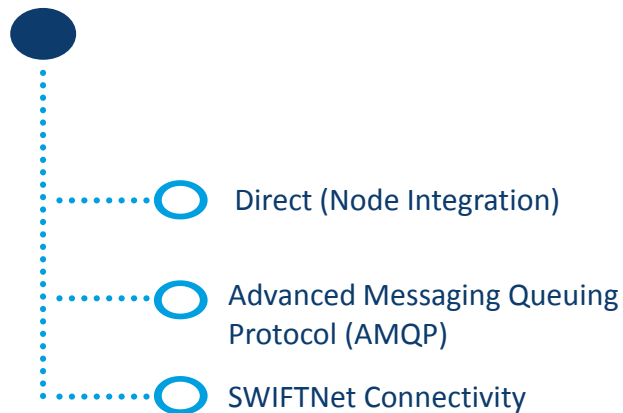 Direct (Node Integration)
Advanced Messaging Queuing
Protocol (AMQP)
SWIFTNet Connectivity